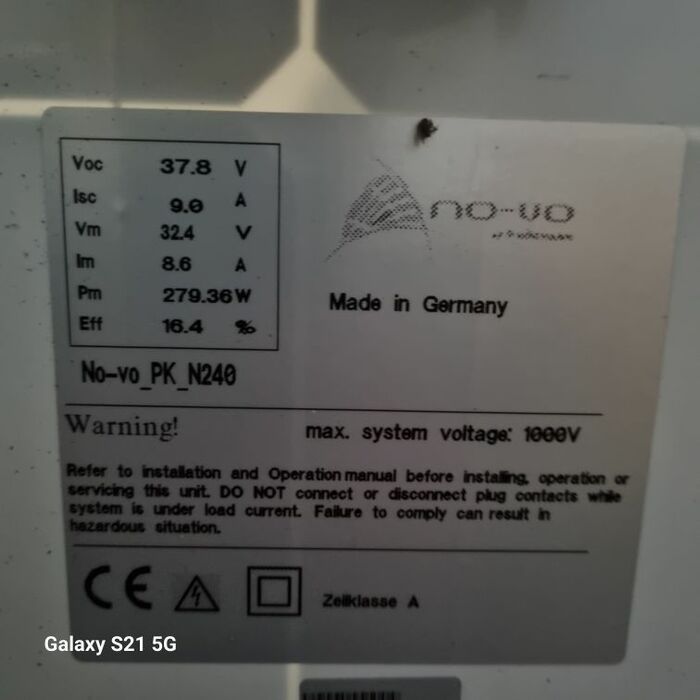 Voc 37.8 V
Isc 9.0 A
Vm 32.4 V
Im 8.6 A
Pm 279.36 W
Eff 16.4 %
no-vo
Made in Germany
No-vo_PK_N240
Warning!
max. system voltage: 1000V
Refer to installation and Operation manual before installing, operation or
servicing this unit. DO NOT connect or disconnect plug contacts while
system is under load current. Failure to comply can result in
hazardous situation.
CE
Zellklasse A
Galaxy S21 5G